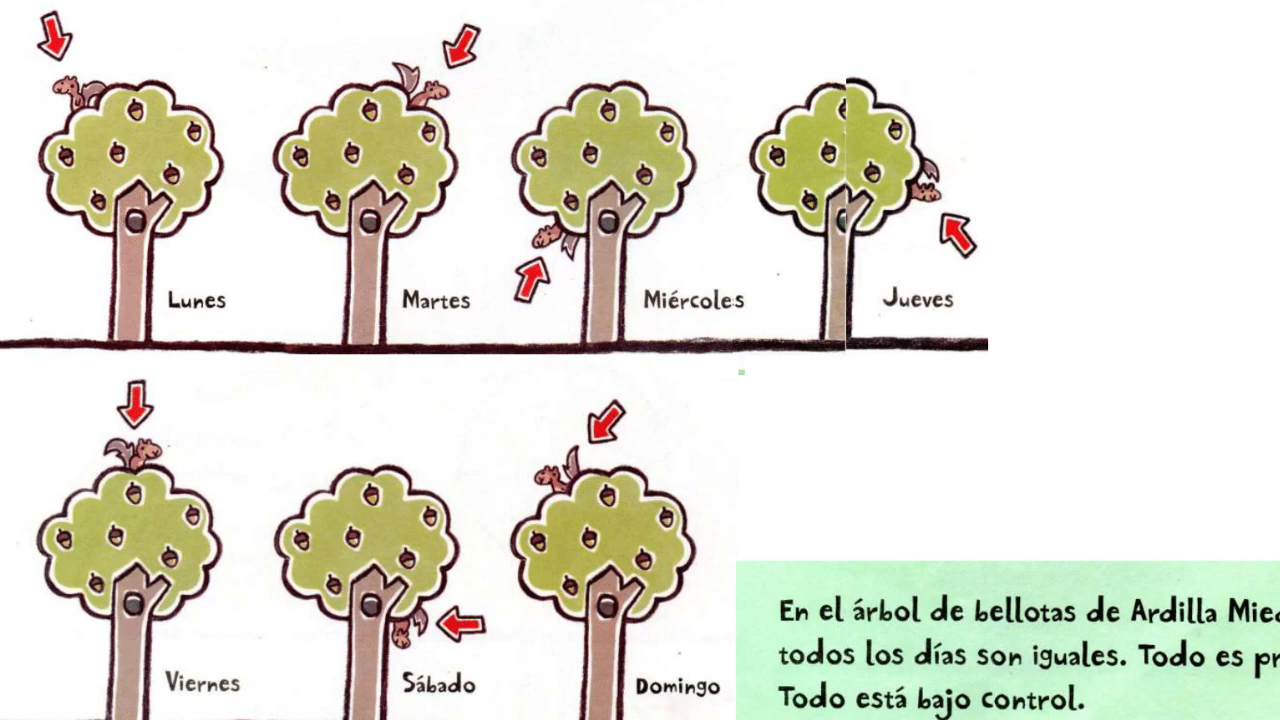 Lunes
Martes
Miércoles
Jueves
Viernes
Sábado
Domingo
En el árbol de bellotas de Ardilla
todos los días son iguales. Todo es
Todo está bajo control.